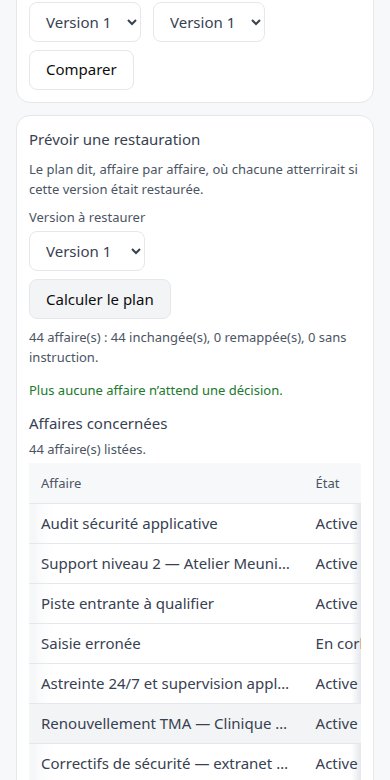 Version 1 Version 1
Comparer
Prévoir une restauration
Le plan dit, affaire par affaire, où chacune atterrirait si
cette version était restaurée.
Version à restaurer
Version 1
Calculer le plan
44 affaire(s) : 44 inchangée(s), 0 remappée(s), 0 sans
instruction.
Plus aucune affaire n’attend une décision.
Affaires concernées
44 affaire(s) listées.
Affaire État
Audit sécurité applicative Active
Support niveau 2 — Atelier Meuni... Active
Piste entrante à qualifier Active
Saisie erronée En cor
Astreinte 24/7 et supervision appl... Active
Renouvellement TMA — Clinique ... Active
Correctifs de sécurité — extranet ... Active